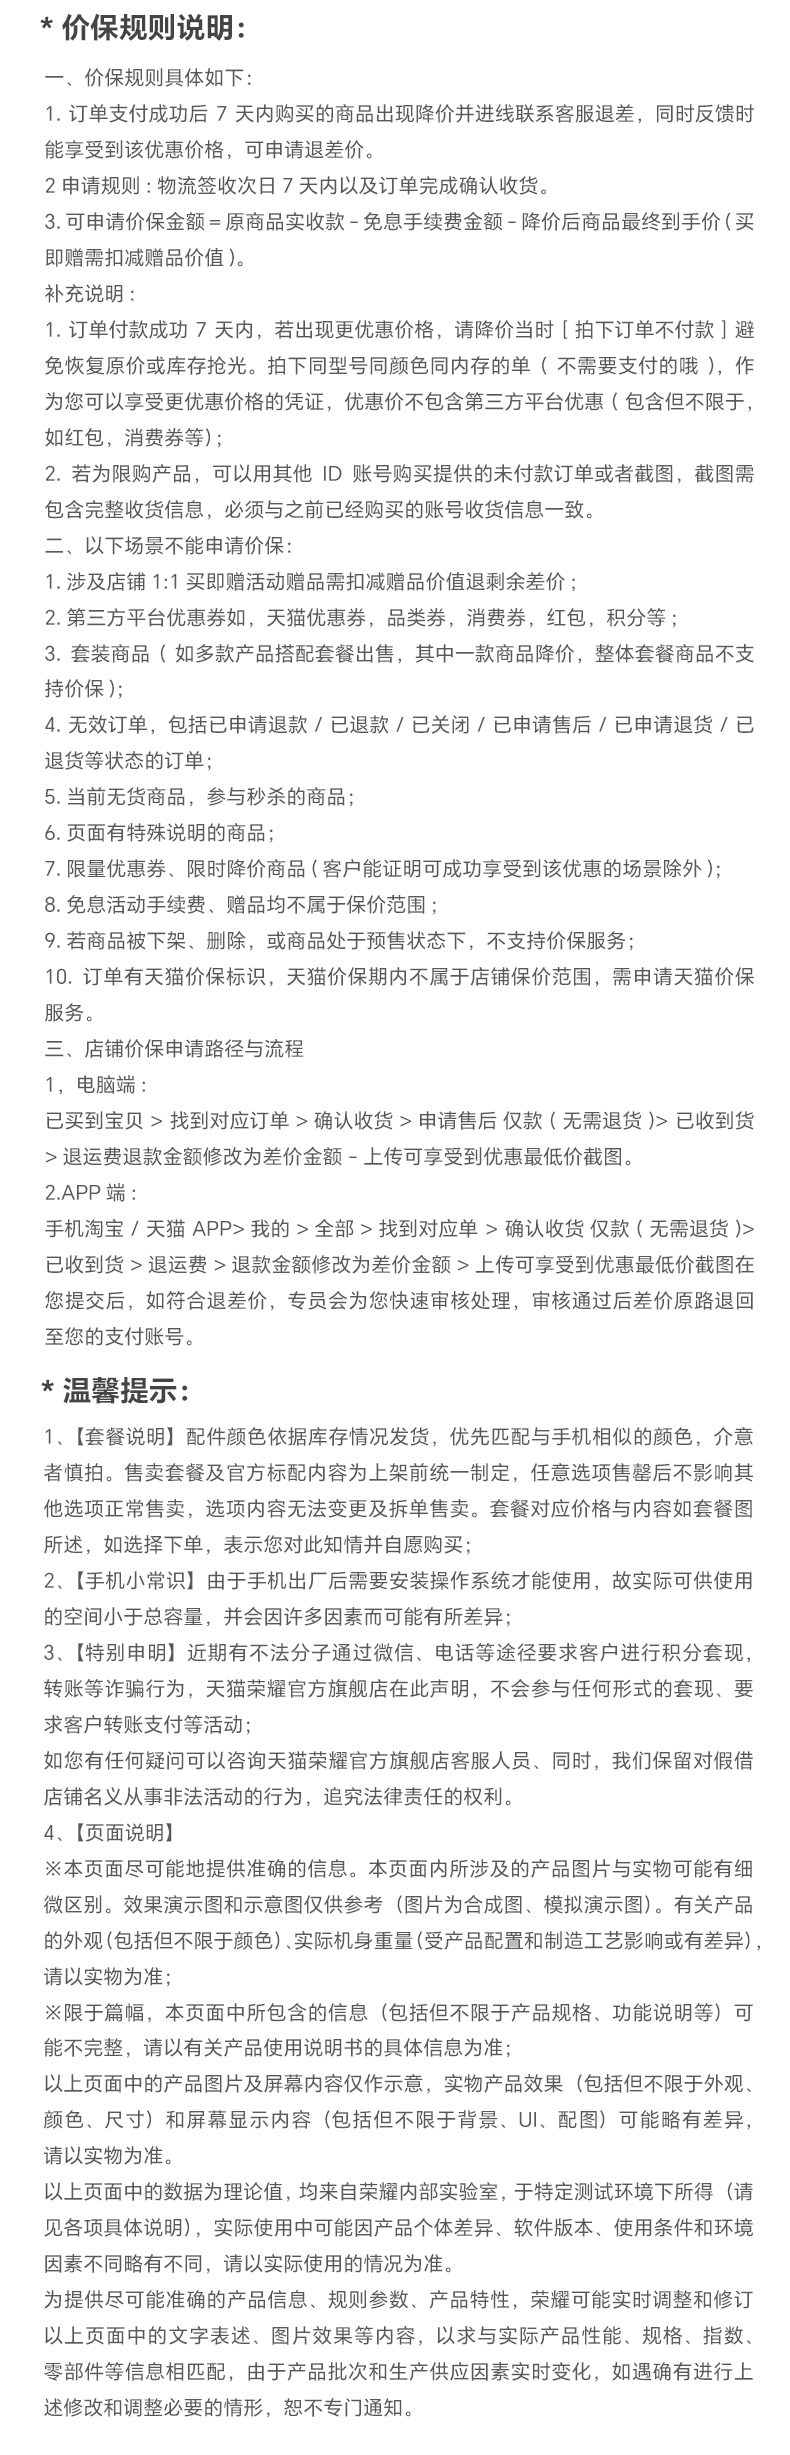 * 价保规则说明：
一、价保规则具体如下：
1. 订单支付成功后 7 天内购买的商品出现降价并进线联系客服退差，同时反馈时
能享受到该优惠价格，可申请退差价。
2 申请规则：物流签收次日 7 天内以及订单完成确认收货。
3. 可申请价保金额 = 原商品实收款 – 免息手续费金额 – 降价后商品最终到手价（买
即赠需扣减赠品价值）。
补充说明：
1. 订单付款成功 7 天内，若出现更优惠价格，请降价当时 [ 拍下订单不付款 ] 避
免恢复原价或库存抢光。拍下同型号同颜色同内存的单（ 不需要支付的哦 ），作
为您可以享受更优惠价格的凭证，优惠价不包含第三方平台优惠（ 包含但不限于，
如红包，消费券等）；
2. 若为限购产品，可以用其他 ID 账号购买提供的未付款订单或者截图，截图需
包含完整收货信息，必须与之前已经购买的账号收货信息一致。
二、以下场景不能申请价保：
1. 涉及店铺 1:1 买即赠活动赠品需扣减赠品价值退剩余差价；
2. 第三方平台优惠券如，天猫优惠券，品类券，消费券，红包，积分等；
3. 套装商品（ 如多款产品搭配套餐出售，其中一款商品降价，整体套餐商品不支
持价保）；
4. 无效订单，包括已申请退款 / 已退款 / 已关闭 / 已申请售后 / 已申请退货 / 已
退货等状态的订单；
5. 当前无货商品，参与秒杀的商品；
6. 页面有特殊说明的商品；
7. 限量优惠券、限时降价商品（客户能证明可成功享受到该优惠的场景除外）；
8. 免息活动手续费、赠品均不属于保价范围；
9. 若商品被下架、删除，或商品处于预售状态下，不支持价保服务；
10. 订单有天猫价保标识，天猫价保期内不属于店铺保价范围，需申请天猫价保
服务。
三、店铺价保申请路径与流程
1，电脑端：
已买到宝贝 > 找到对应订单 > 确认收货 > 申请售后 仅款（ 无需退货 ）> 已收到货
> 退运费退款金额修改为差价金额 – 上传可享受到优惠最低价截图。
2.APP 端：
手机淘宝 / 天猫 APP> 我的 > 全部 > 找到对应单 > 确认收货 仅款（ 无需退货 ）>
已收到货 > 退运费 > 退款金额修改为差价金额 > 上传可享受到优惠最低价截图在
您提交后，如符合退差价，专员会为您快速审核处理，审核通过后差价原路退回
至您的支付账号。
* 温馨提示：
1、【套餐说明】配件颜色依据库存情况发货，优先匹配与手机相似的颜色，介意
者慎拍。售卖套餐及官方标配内容为上架前统一制定，任意选项售罄后不影响其
他选项正常售卖，选项内容无法变更及拆单售卖。套餐对应价格与内容如套餐图
所述，如选择下单，表示您对此知情并自愿购买；
2、【手机小常识】由于手机出厂后需要安装操作系统才能使用，故实际可供使用
的空间小于总容量，并会因许多因素而可能有所差异；
3、【特别申明】近期有不法分子通过微信、电话等途径要求客户进行积分套现，
转账等诈骗行为，天猫荣耀官方旗舰店在此声明，不会参与任何形式的套现、要
求客户转账支付等活动；
如您有任何疑问可以咨询天猫荣耀官方旗舰店客服人员、同时，我们保留对假借
店铺名义从事非法活动的行为，追究法律责任的权利。
4、【页面说明】
※本页面尽可能地提供准确的信息。本页面内所涉及的产品图片与实物可能有细
微区别。效果演示图和示意图仅供参考（图片为合成图、模拟演示图）。有关产品
的外观（包括但不限于颜色）、实际机身重量（受产品配置和制造工艺影响或有差异），
请以实物为准；
※限于篇幅，本页面中所包含的信息（包括但不限于产品规格、功能说明等）可
能不完整，请以有关产品使用说明书的具体信息为准；
以上页面中的产品图片及屏幕内容仅作示意，实物产品效果（包括但不限于外观、
颜色、尺寸）和屏幕显示内容（包括但不限于背景、UI、配图）可能略有差异，
请以实物为准。
以上页面中的数据为理论值，均来自荣耀内部实验室，于特定测试环境下所得（请
见各项具体说明），实际使用中可能因产品个体差异、软件版本、使用条件和环境
因素不同略有不同，请以实际使用的情况为准。
为提供尽可能准确的产品信息、规则参数、产品特性，荣耀可能实时调整和修订
以上页面中的文字表述、图片效果等内容，以求与实际产品性能、规格、指数、
零部件等信息相匹配，由于产品批次和生产供应因素实时变化，如遇确有进行上
述修改和调整必要的情形，恕不专门通知。